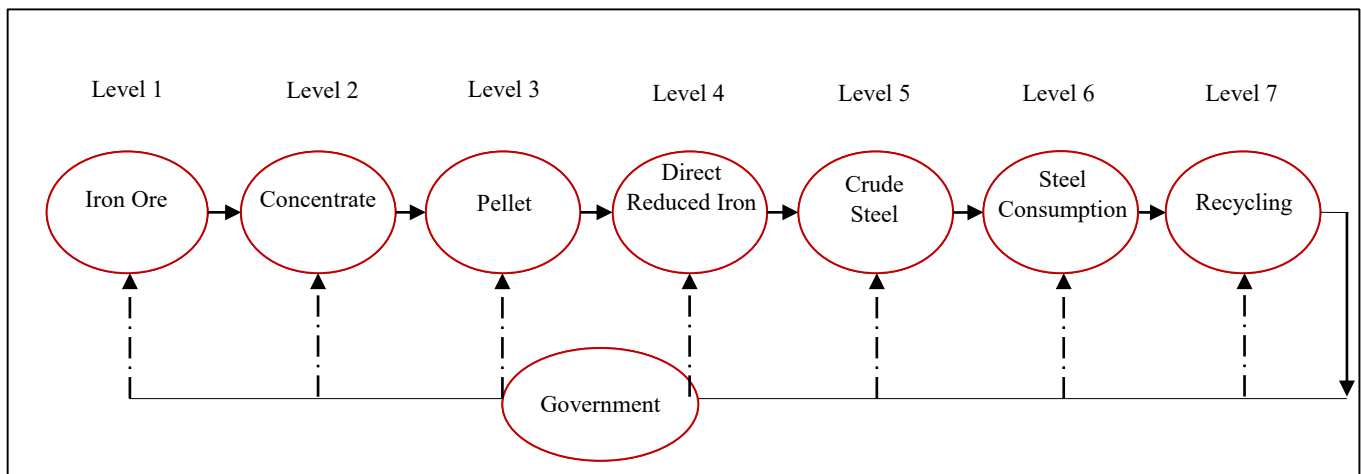 Level 1
Level 2
Level 3
Level 4
Level 5
Level 6
Level 7
Iron Ore
Concentrate
Pellet
Direct
Reduced Iron
Crude
Steel
Steel
Consumption
Recycling
Government